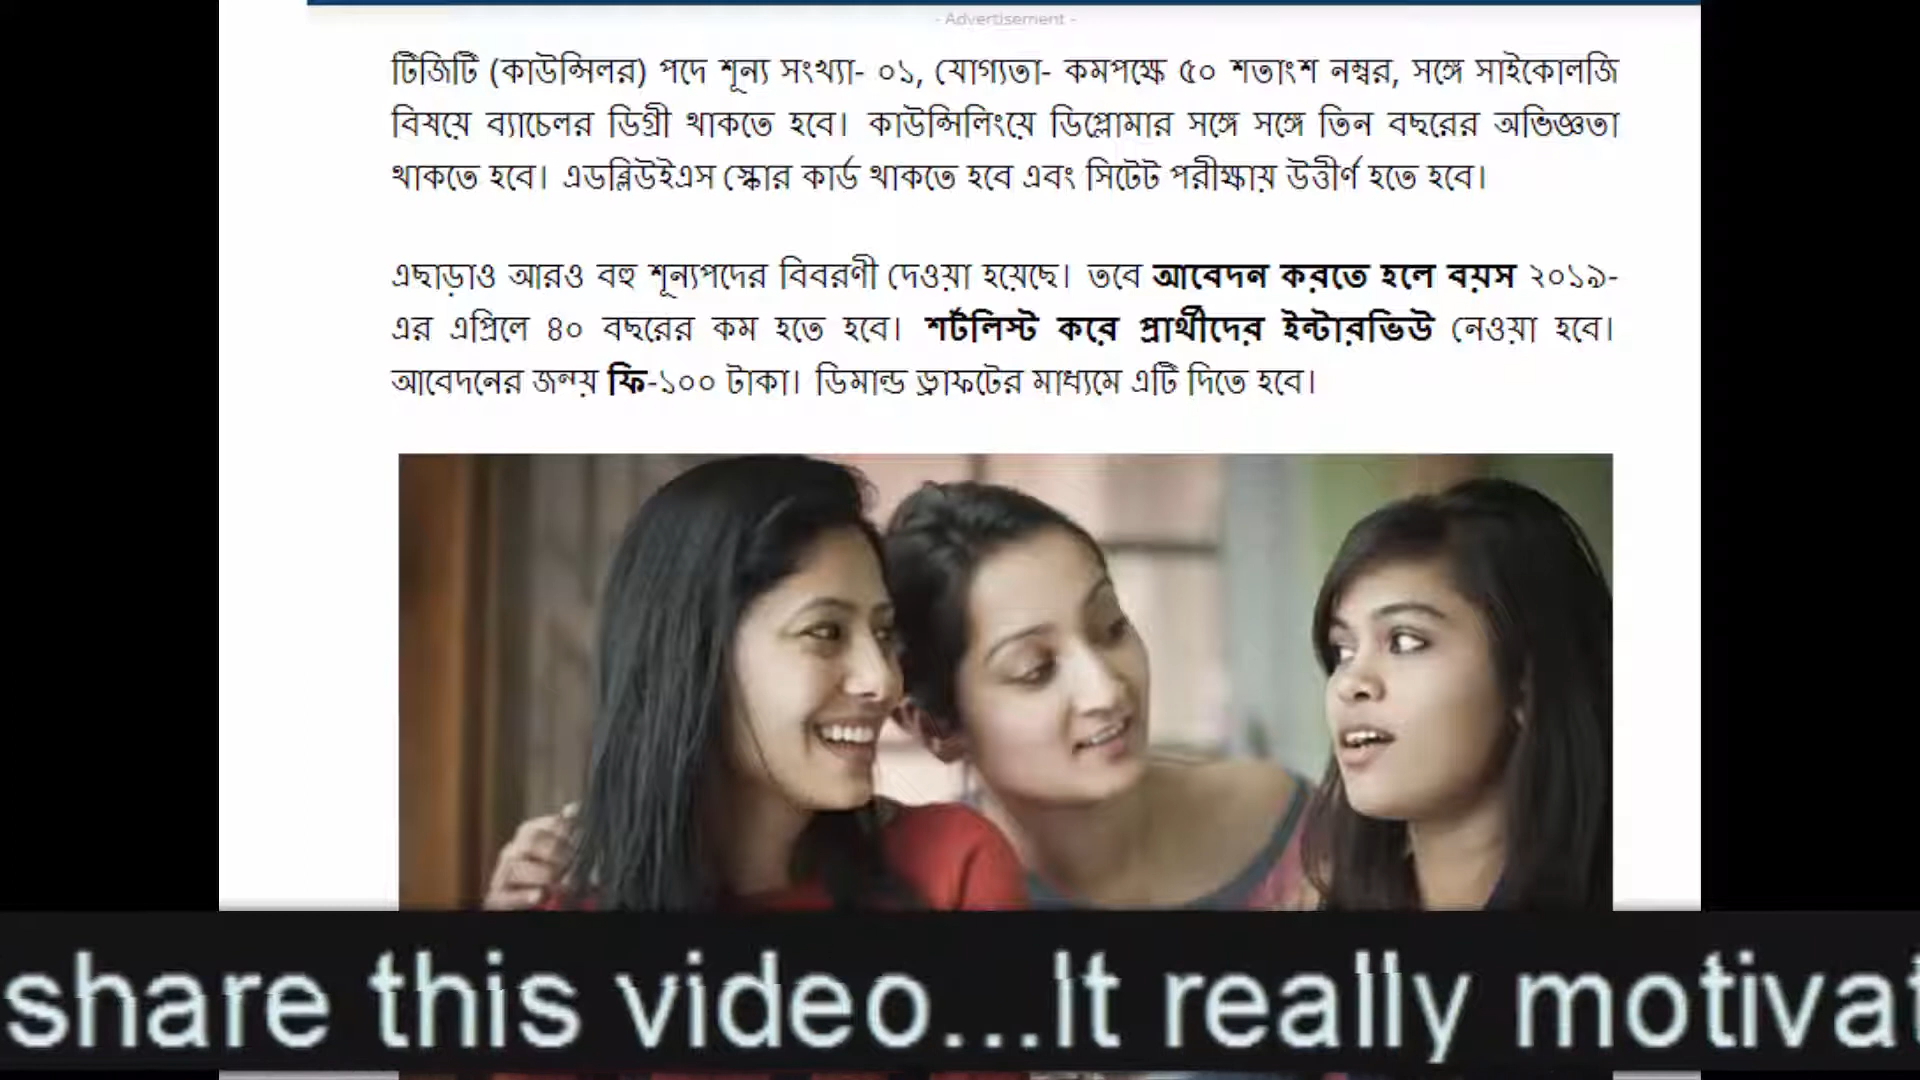 - Advertisement -
টিজিটি (কাউন্সিলর) পদে শূন্য সংখ্যা- ০১, যোগ্যতা- কমপক্ষে ৫০ শতাংশ নম্বর, সঙ্গে সাইকোলজি
বিষয়ে ব্যাচেলর ডিগ্রী থাকতে হবে। কাউন্সিলিংয়ে ডিপ্লোমার সঙ্গে সঙ্গে তিন বছরের অভিজ্ঞতা
থাকতে হবে। এডব্লিউইএস স্কোর কার্ড থাকতে হবে এবং সিটেট পরীক্ষায় উত্তীর্ণ হতে হবে।
এছাড়াও আরও বহু শূন্যপদের বিবরণী দেওয়া হয়েছে। তবে আবেদন করতে হলে বয়স ২০১৯-
এর এপ্রিলে ৪০ বছরের কম হতে হবে। শর্টলিস্ট করে প্রার্থীদের ইন্টারভিউ নেওয়া হবে।
আবেদনের জন্য় ফি-১০০ টাকা। ডিমান্ড ড্রাফটের মাধ্যমে এটি দিতে হবে।
share this video...It really motivat